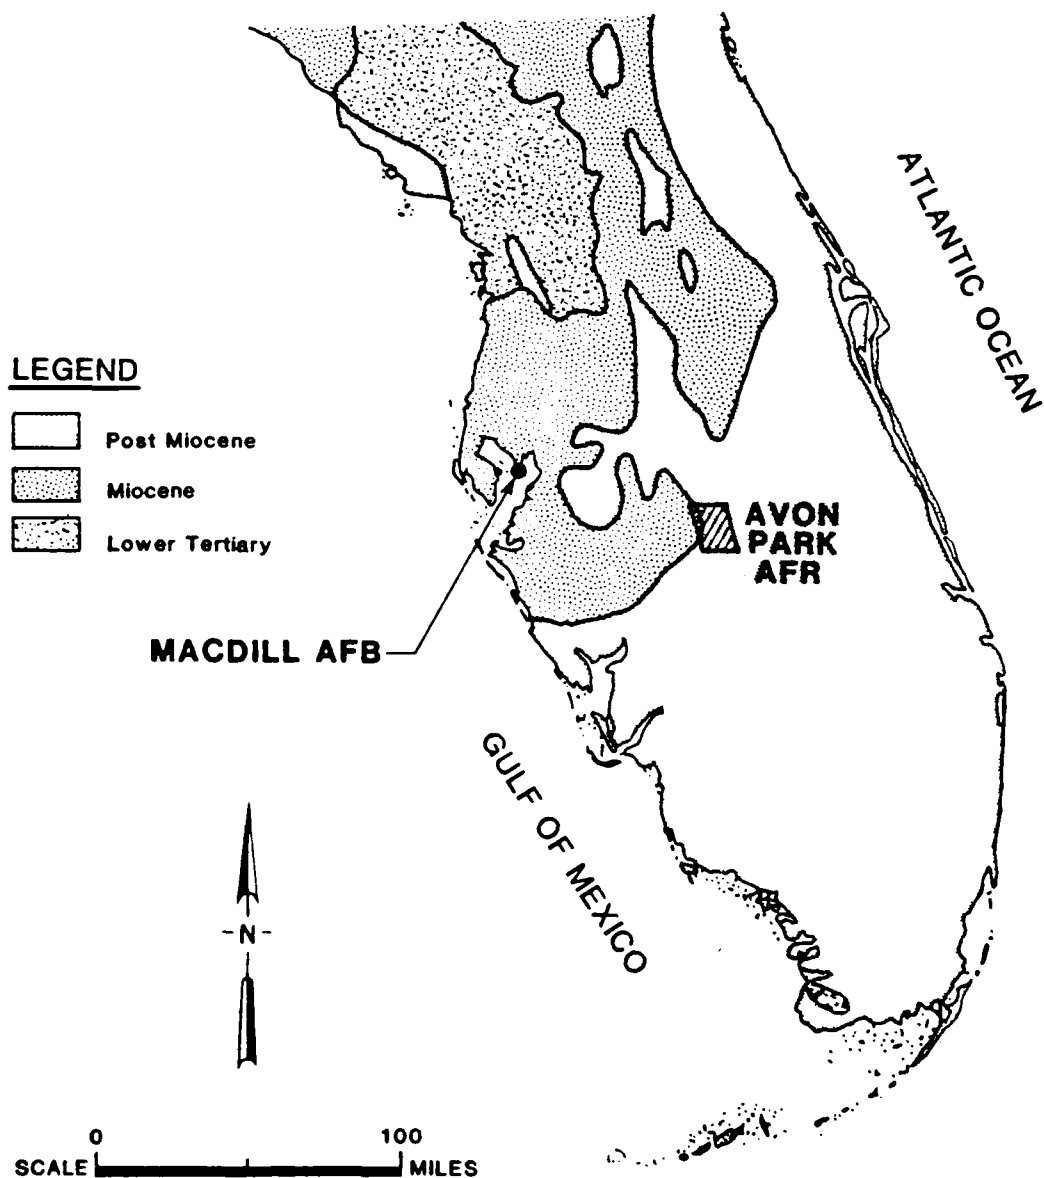 ATLANTIC OCEAN
LEGEND
Post Miocene
Miocene
Lower Tertiary
AVON
PARK
AFR
MACDILL AFB
GULF OF MEXICO
-N-
0 100
SCALE MILES